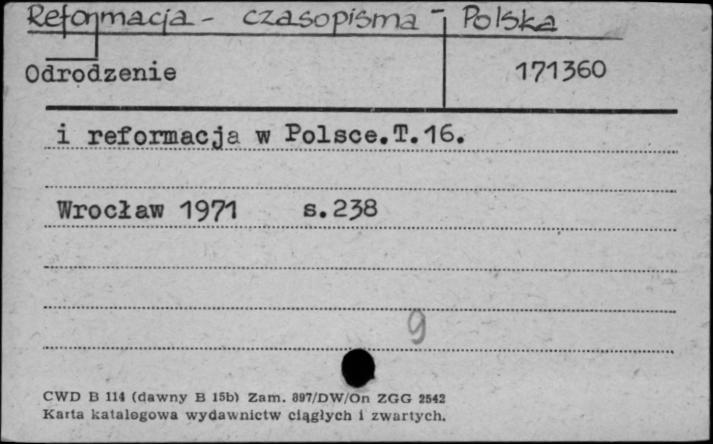 Reformacja - czasopisma - Polska
Odrodzenie 171360
i reformacja w Polsce.T.16.
Wrocław 1971 s.238
9
CWD B 114 (dawny B 15b) Zam. 897/DW/On ZGG 2542
Karta katalogowa wydawnictw ciągłych i zwartych.